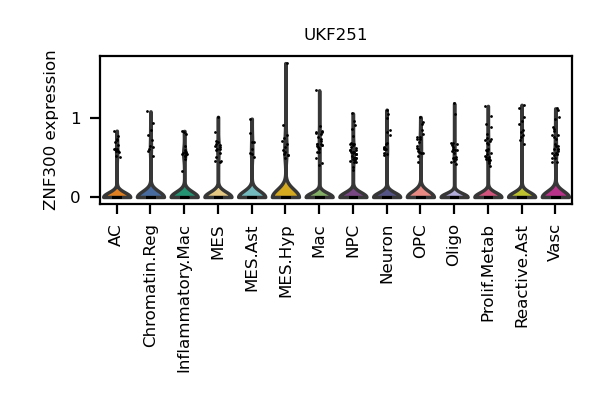 UKF251
ZNF300 expression
1
0
AC
Chromatin.Reg
Inflammatory.Mac
MES
MES.Ast
MES.Hyp
Mac
NPC
Neuron
OPC
Oligo
Prolif.Metab
Reactive.Ast
Vasc